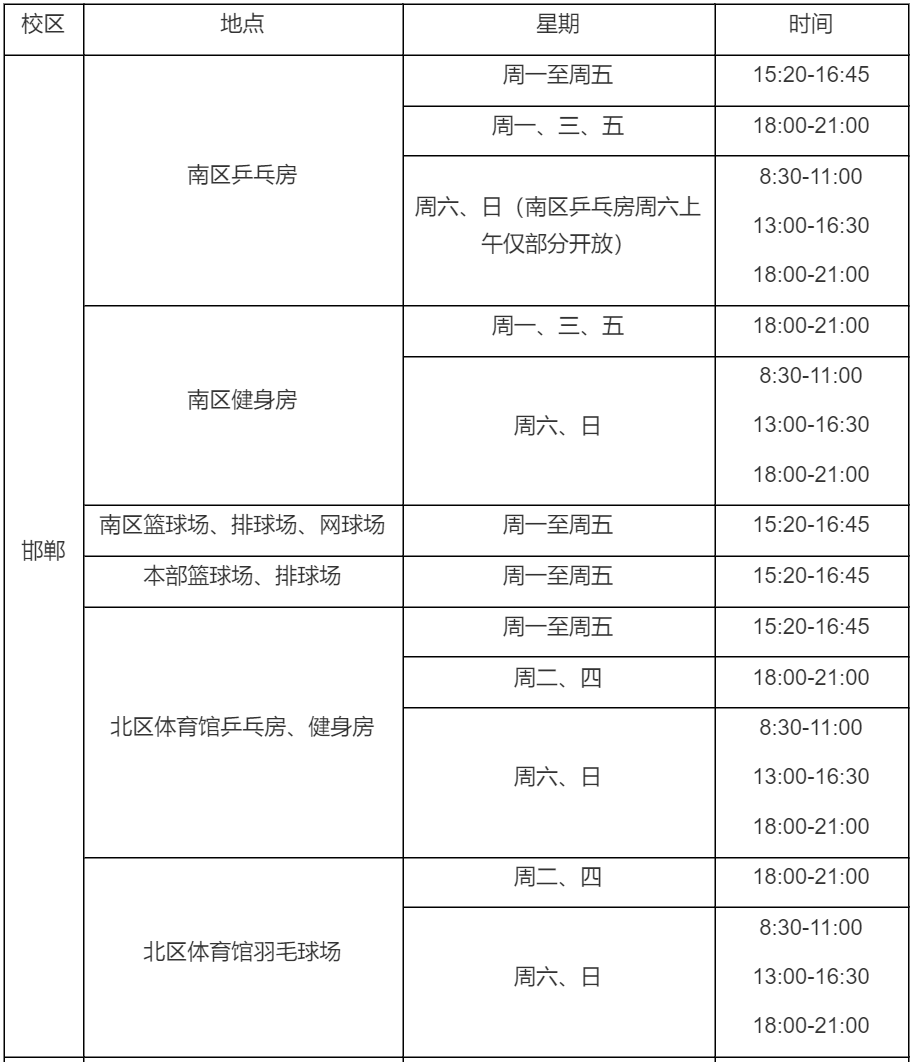 校区 地点 星期 时间
邯郸
南区乒乓房
周一至周五 15:20-16:45
周一、三、五 18:00-21:00
周六、日（南区乒乓房周六上
午仅部分开放）
8:30-11:00
13:00-16:30
18:00-21:00
南区健身房
周一、三、五 18:00-21:00
周六、日
8:30-11:00
13:00-16:30
18:00-21:00
南区篮球场、排球场、网球场 周一至周五 15:20-16:45
本部篮球场、排球场 周一至周五 15:20-16:45
北区体育馆乒乓房、健身房
周一至周五 15:20-16:45
周二、四 18:00-21:00
周六、日
8:30-11:00
13:00-16:30
18:00-21:00
北区体育馆羽毛球场
周二、四 18:00-21:00
周六、日
8:30-11:00
13:00-16:30
18:00-21:00